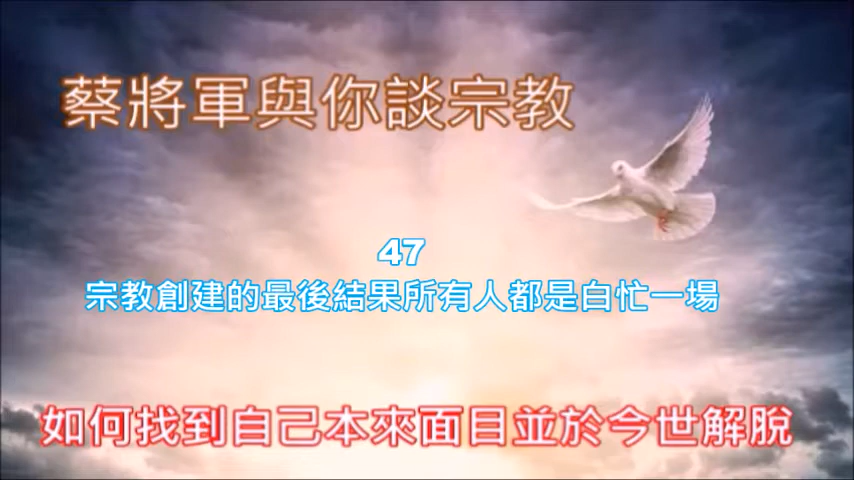 蔡將軍與你談宗教
47
宗教創建的最後結果所有人都是白忙一場
如何找到自己本來面目並於今世解脫